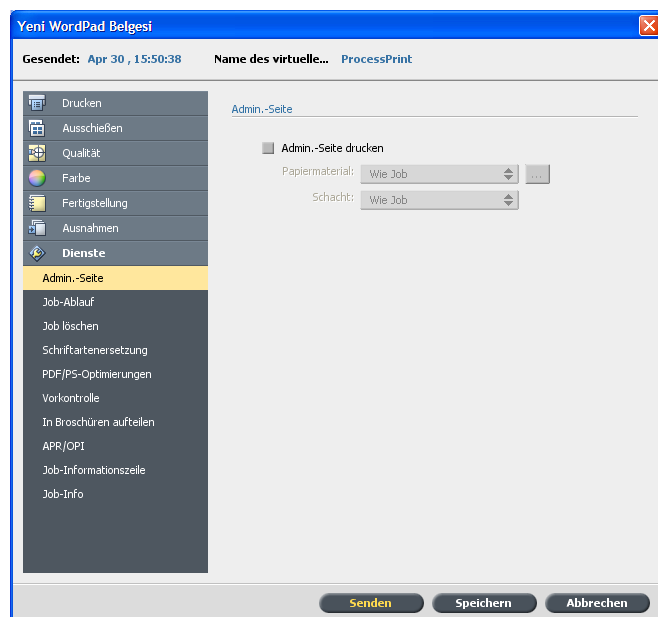 Yeni WordPad Belgesi
Gesendet: Apr 30 , 15:50:38 Name des virtuelle... ProcessPrint
Drucken
Ausschießen
Qualität
Farbe
Fertigstellung
Ausnahmen
Dienste
Admin.-Seite
Job-Ablauf
Job löschen
Schriftartenersetzung
PDF/PS-Optimierungen
Vorkontrolle
In Broschüren aufteilen
APR/OPI
Job-Informationszeile
Job-Info
Admin.-Seite
Admin.-Seite drucken
Papiermaterial: Wie Job ...
Schacht: Wie Job
Senden Speichern Abbrechen